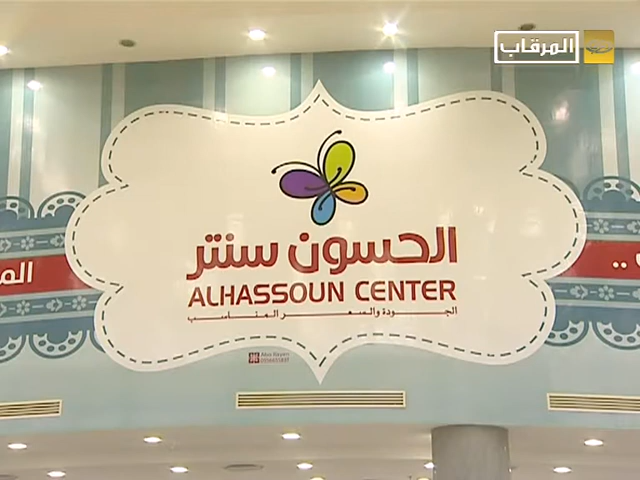 المرقاب
الحسون سنتر
ALHASSOUN CENTER
الجودة والسعر المناسب